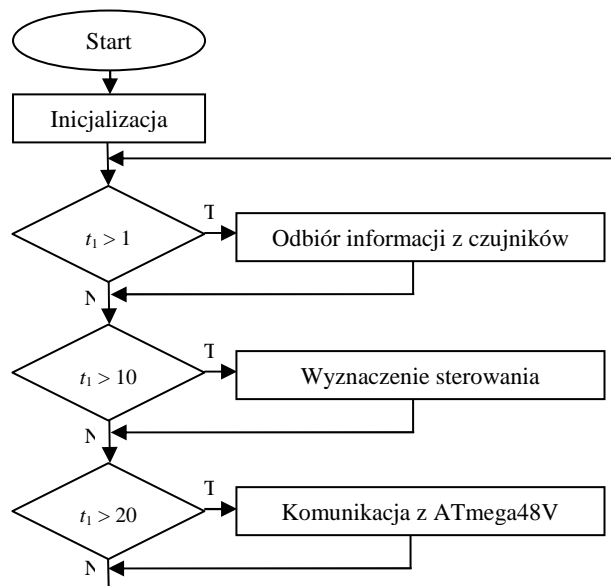 Start
Inicjalizacja
T
t₁ > 1
Odbiór informacji z czujników
N
T
t₁ > 10
Wyznaczenie sterowania
N
T
t₁ > 20
Komunikacja z ATmega48V
N